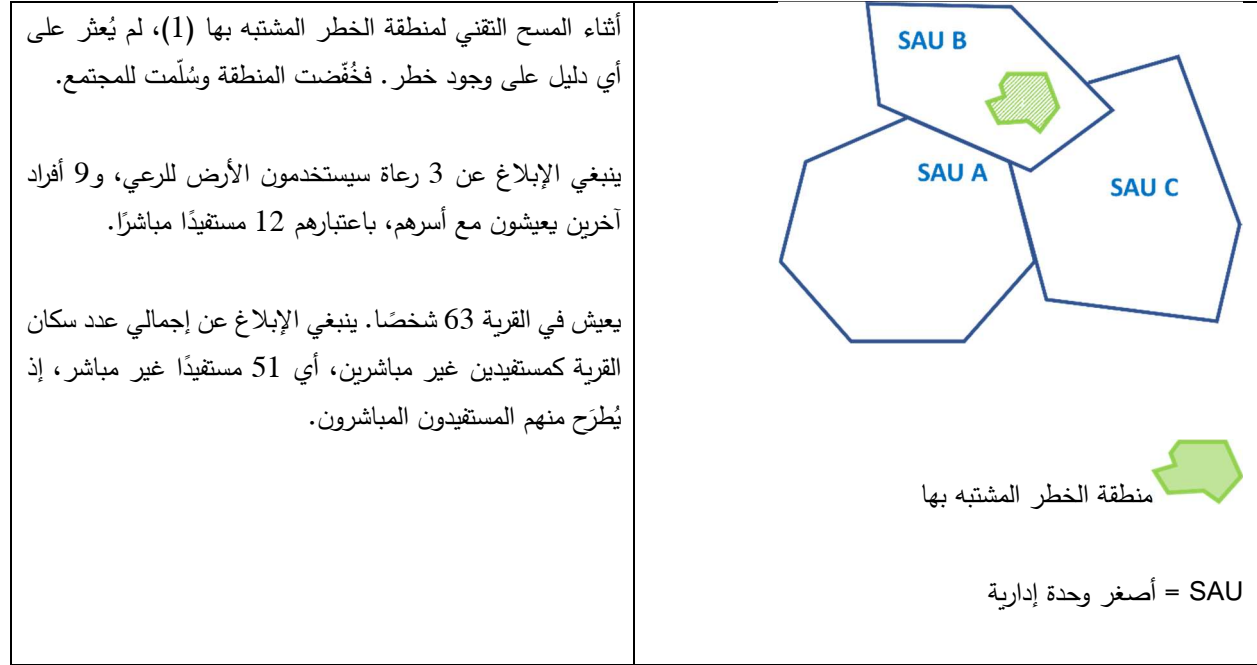 أثناء المسح التقني لمنطقة الخطر المشتبه بها (1)، لم يُعثر على
أي دليل على وجود خطر. فخُفّضت المنطقة وسُلّمت للمجتمع.
ينبغي الإبلاغ عن 3 رعاة سيستخدمون الأرض للرعي، و9 أفراد
آخرين يعيشون مع أسرهم، باعتبارهم 12 مستفيدًا مباشرًا.
يعيش في القرية 63 شخصًا. ينبغي الإبلاغ عن إجمالي عدد سكان
القرية كمستفيدين غير مباشرين، أي 51 مستفيدًا غير مباشر، إذ
يُطرَح منهم المستفيدون المباشرون.
SAU B
SAU A
SAU C
منطقة الخطر المشتبه بها
SAU = أصغر وحدة إدارية